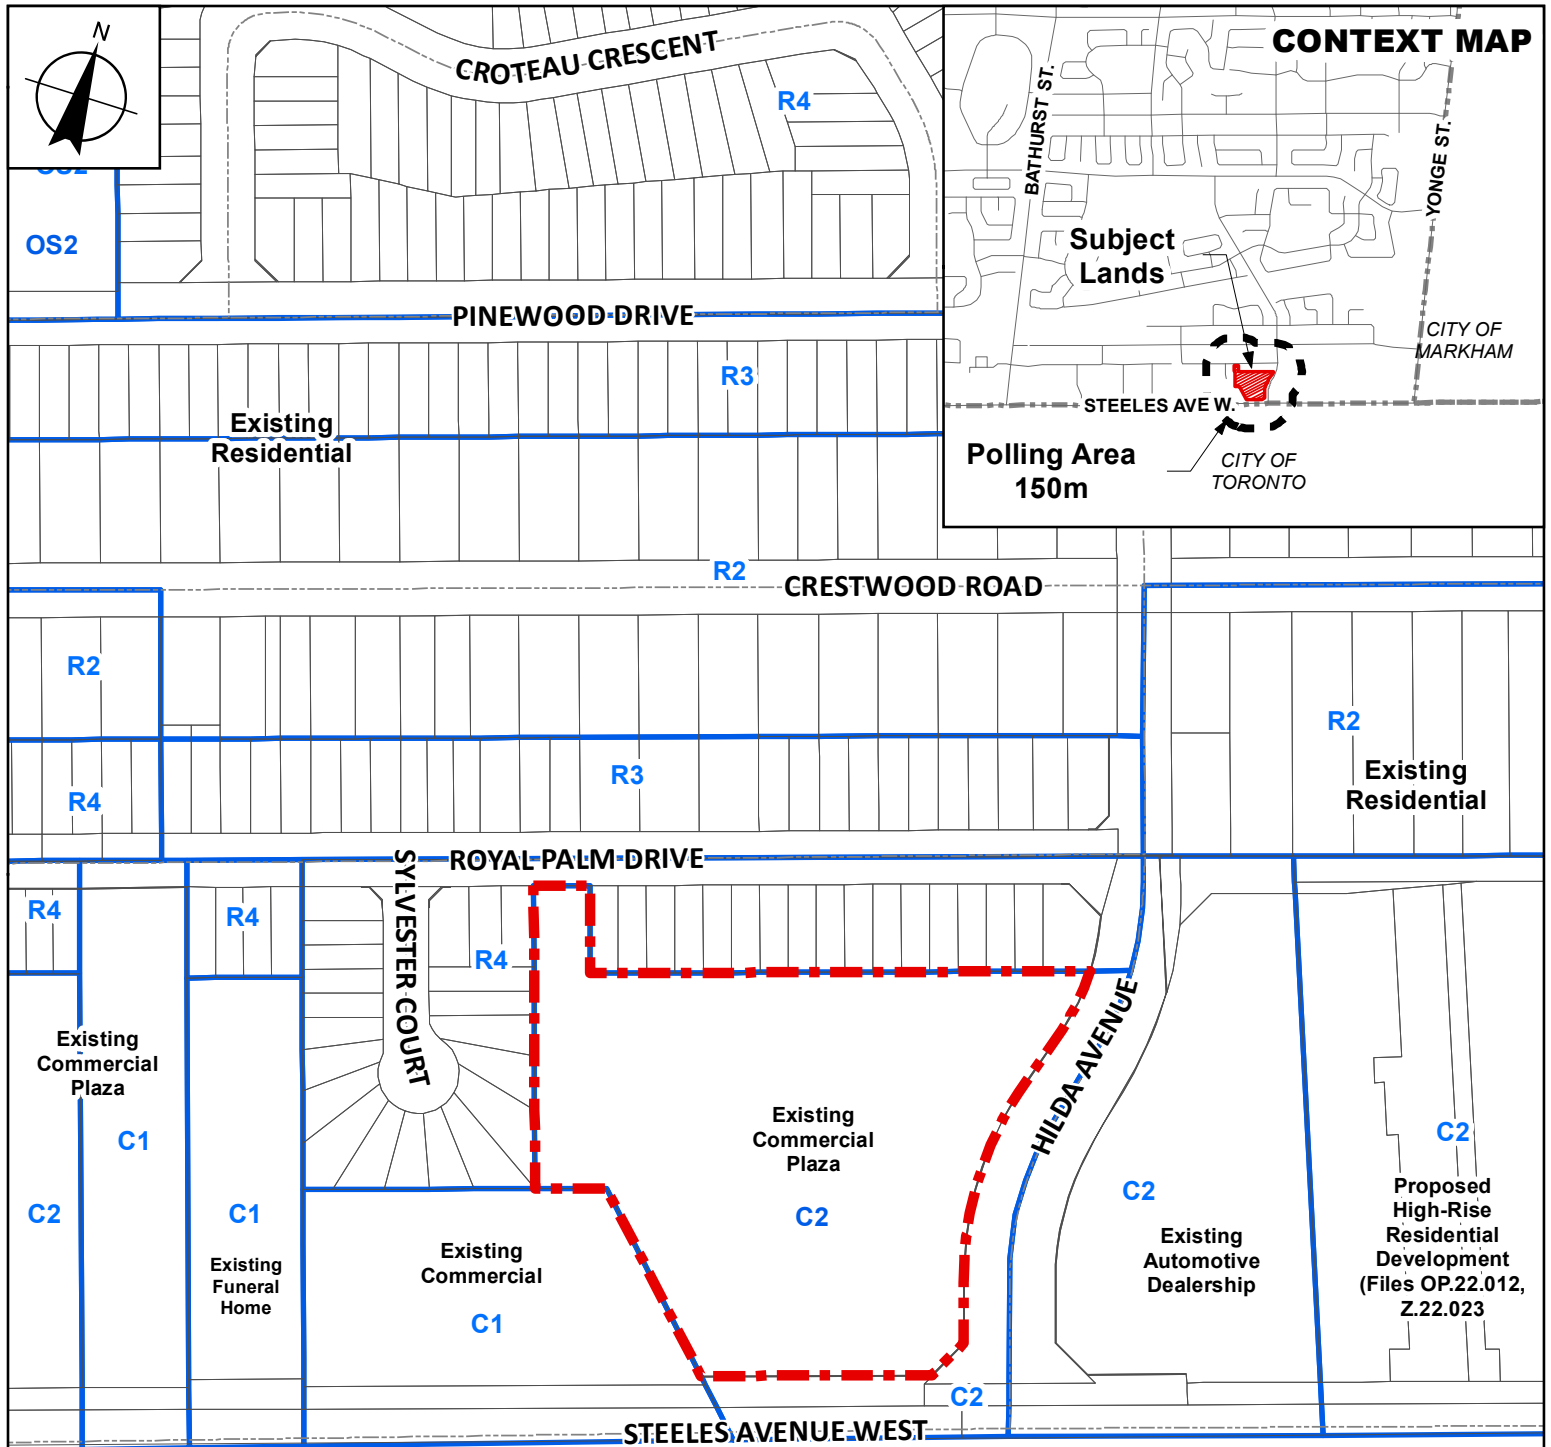 N
CROTEAU CRESCENT
R4
OS2
OS2
PINEWOOD DRIVE
R3
Existing
Residential
R2
CRESTWOOD ROAD
CONTEXT MAP
BATHURST ST.
YONGE ST.
Subject
Lands
CITY OF
MARKHAM
STEELES AVE W.
Polling Area
150m
CITY OF
TORONTO
R2
R4
R3
R2
Existing
Residential
ROYAL PALM DRIVE
SYLVESTER COURT
R4
R4
R4
HILDA AVENUE
Existing
Commercial
Plaza
C1
C2
C1
Existing
Funeral
Home
Existing
Commercial
C1
Existing
Commercial
Plaza
C2
C2
Existing
Automotive
Dealership
C2
Proposed
High-Rise
Residential
Development
(Files OP.22.012,
Z.22.023
C2
STEELES AVENUE WEST